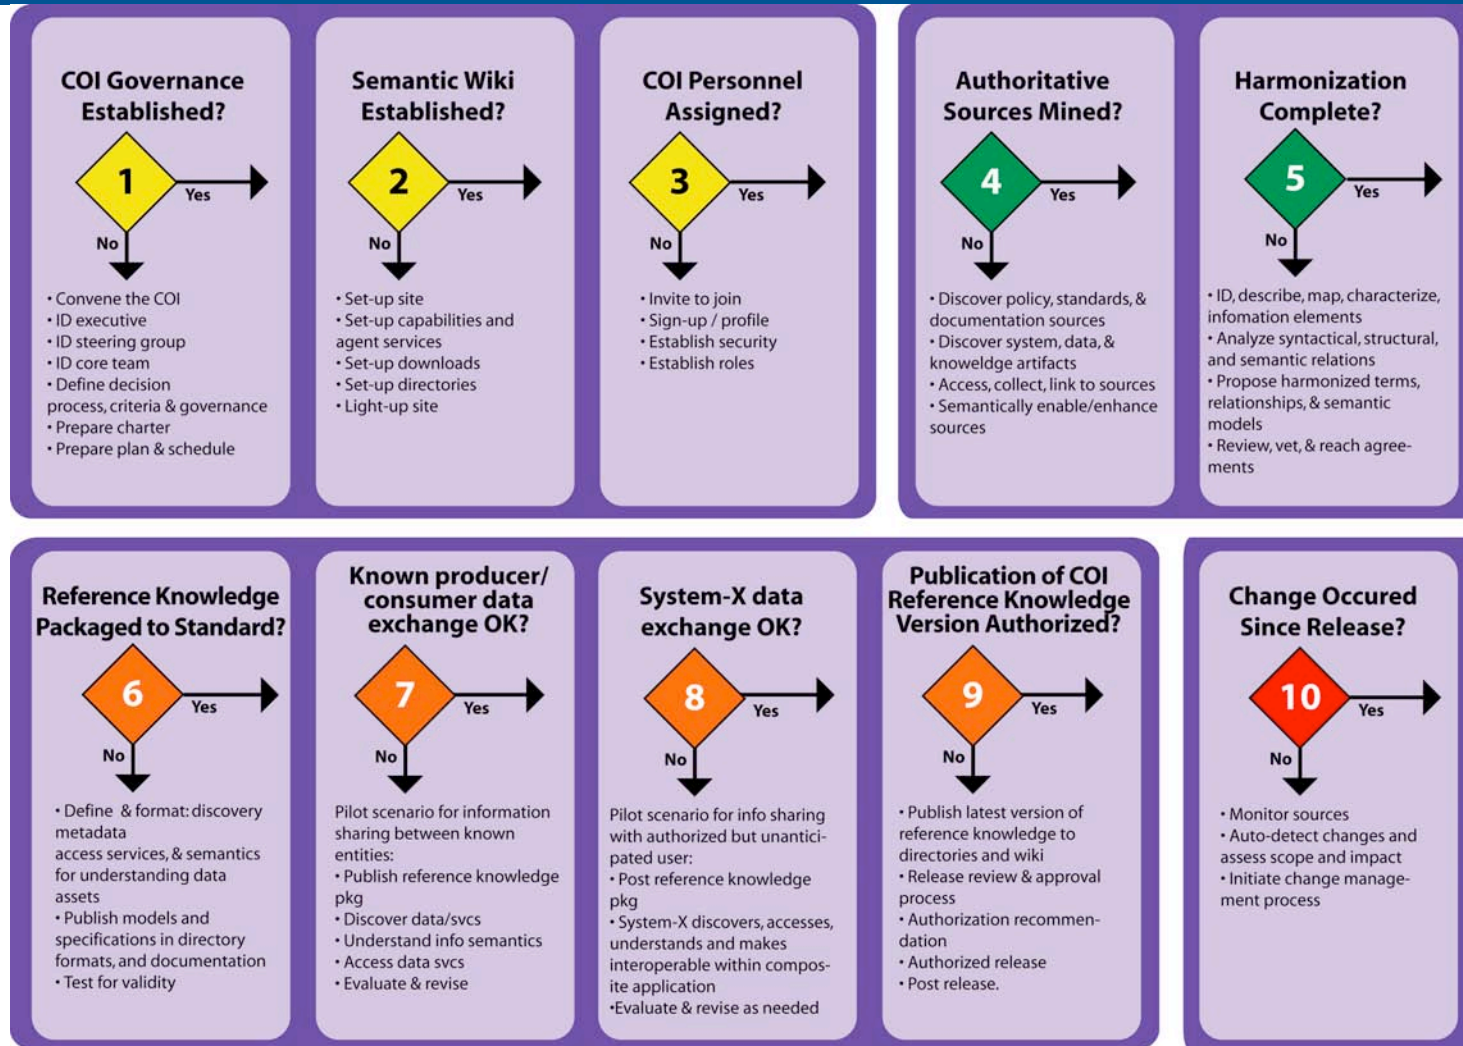 COI Governance
Established?
1
Yes
No
• Convene the COI
• ID executive
• ID steering group
• ID core team
• Define decision
process, criteria & governance
• Prepare charter
• Prepare plan & schedule
Semantic Wiki
Established?
2
Yes
No
• Set-up site
• Set-up capabilities and
agent services
• Set-up downloads
• Set-up directories
• Light-up site
COI Personnel
Assigned?
3
Yes
No
• Invite to join
• Sign-up / profile
• Establish security
• Establish roles
Authoritative
Sources Mined?
4
Yes
No
• Discover policy, standards, &
documentation sources
• Discover system, data, &
knoweldge artifacts
• Access, collect, link to sources
• Semantically enable/enhance
sources
Harmonization
Complete?
5
Yes
No
• ID, describe, map, characterize,
infomation elements
• Analyze syntactical, structural,
and semantic relations
• Propose harmonized terms,
relationships, & semantic
models
• Review, vet, & reach agree-
ments
Reference Knowledge
Packaged to Standard?
6
Yes
No
• Define & format: discovery
metadata
access services, & semantics
for understanding data
assets
• Publish models and
specifications in directory
formats, and documentation
• Test for validity
Known producer/
consumer data
exchange OK?
7
Yes
No
Pilot scenario for information
sharing between known
entities:
• Publish reference knowledge
pkg
• Discover data/svcs
• Understand info semantics
• Access data svcs
• Evaluate & revise
System-X data
exchange OK?
8
Yes
No
Pilot scenario for info sharing
with authorized but unantici-
pated user:
• Post reference knowledge
pkg
• System-X discovers, accesses,
understands and makes
interoperable within compos-
ite application
•Evaluate & revise as needed
Publication of COI
Reference Knowledge
Version Authorized?
9
Yes
No
• Publish latest version of
reference knowledge to
directories and wiki
• Release review & approval
process
• Authorization recommen-
dation
• Authorized release
• Post release.
Change Occured
Since Release?
10
Yes
No
• Monitor sources
• Auto-detect changes and
assess scope and impact
• Initiate change manage-
ment process